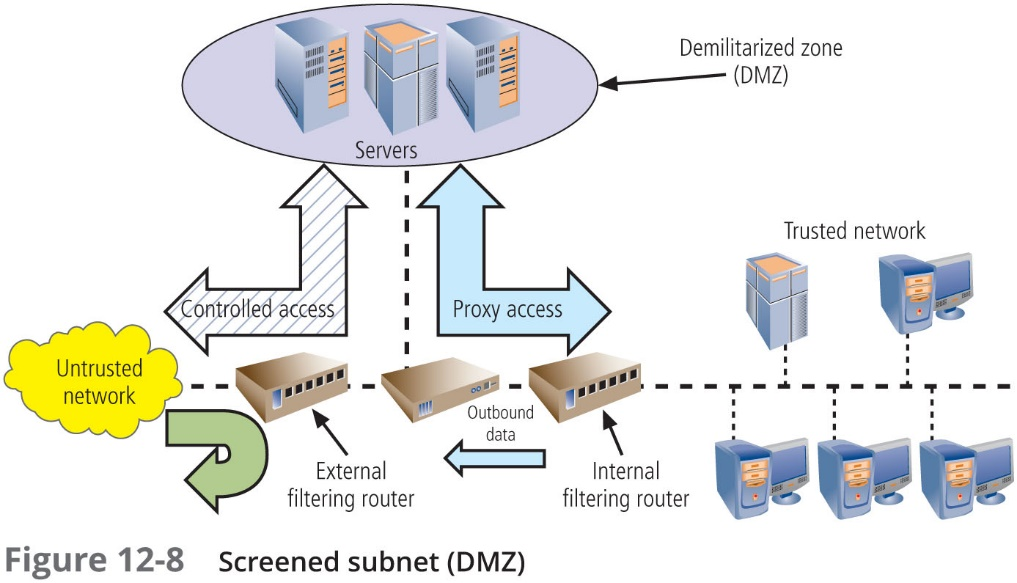 Demilitarized zone
(DMZ)
Servers
Trusted network
Controlled access
Proxy access
Untrusted
network
Outbound
data
External
filtering router
Internal
filtering router
Figure 12-8 Screened subnet (DMZ)